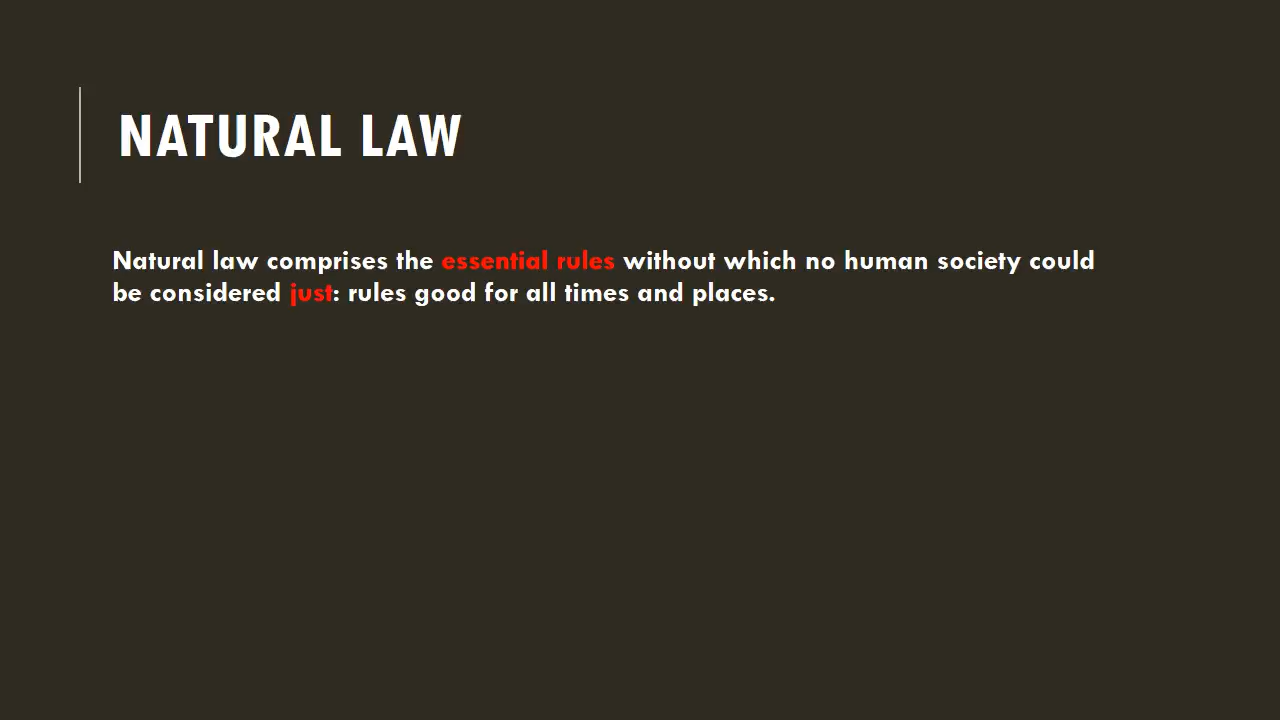 NATURAL LAW
Natural law comprises the essential rules without which no human society could
be considered just: rules good for all times and places.